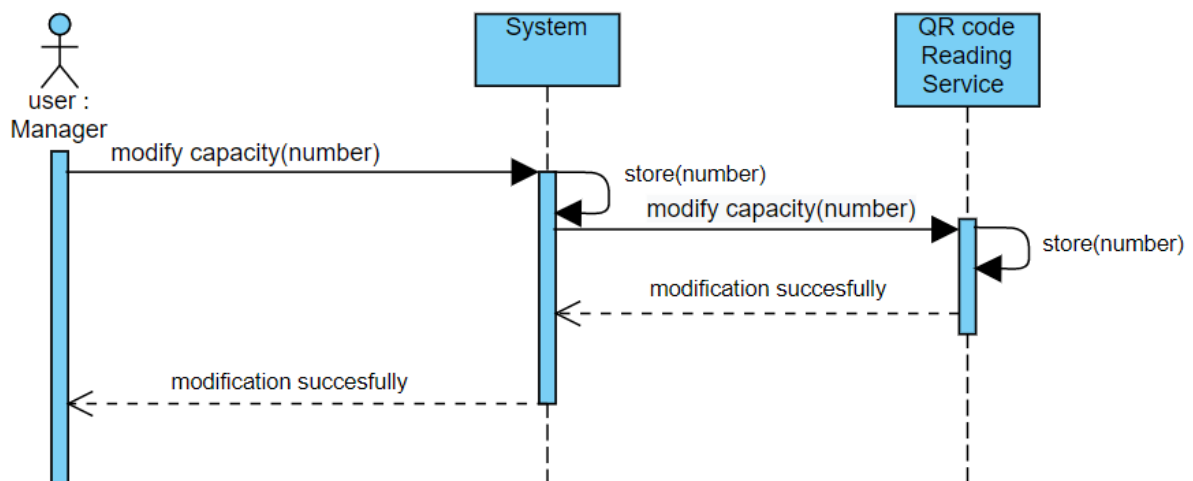 System
QR code
Reading
Service
user :
Manager
modify capacity(number)
store(number)
modify capacity(number)
store(number)
modification succesfully
modification succesfully